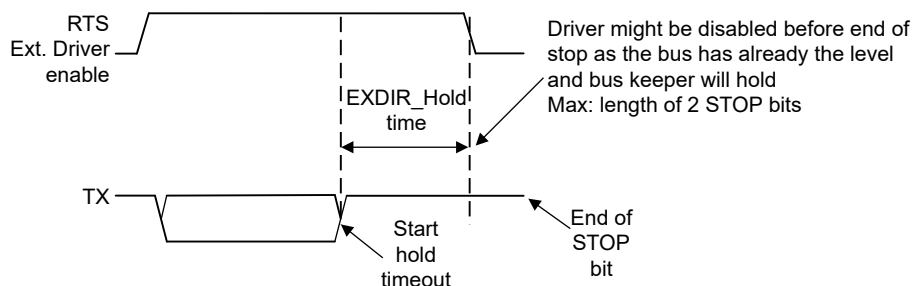 RTS
Ext. Driver
enable
Driver might be disabled before end of
stop as the bus has already the level
and bus keeper will hold
Max: length of 2 STOP bits
EXDIR_Hold
time
TX
Start
hold
timeout
End of
STOP
bit